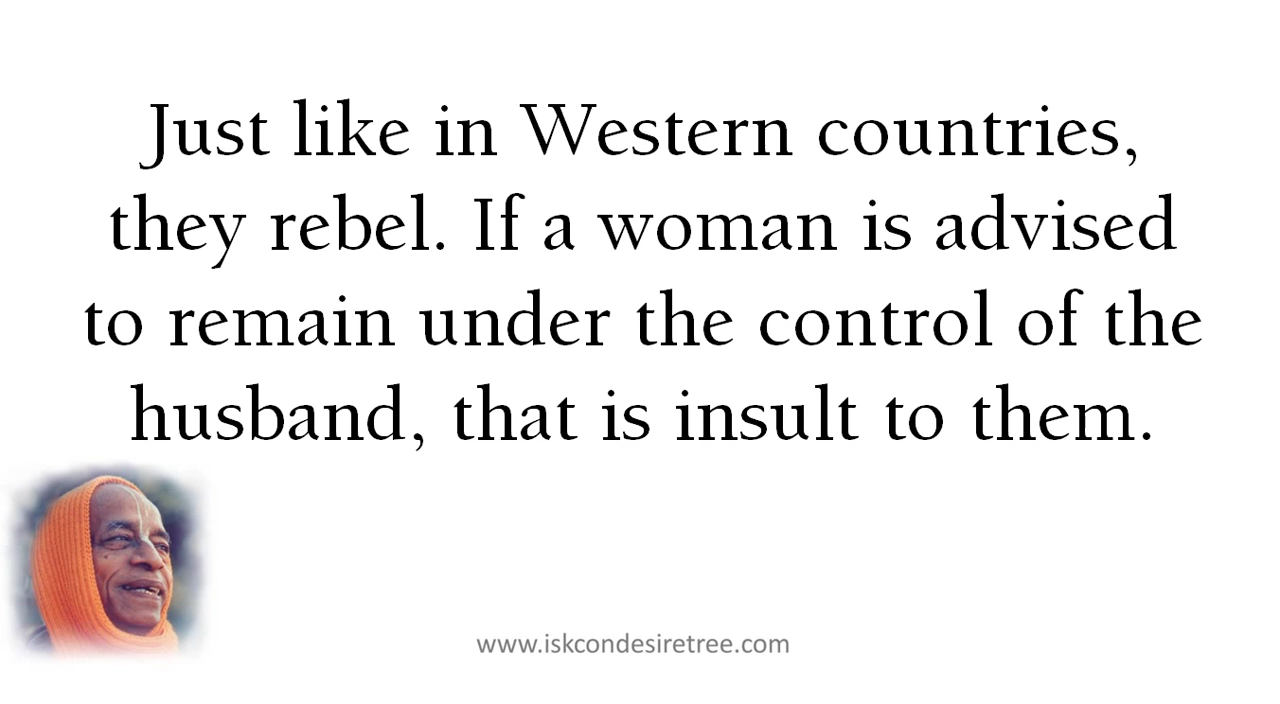 Just like in Western countries,
they rebel. If a woman is advised
to remain under the control of the
husband, that is insult to them.
www.iskcondesiretree.com